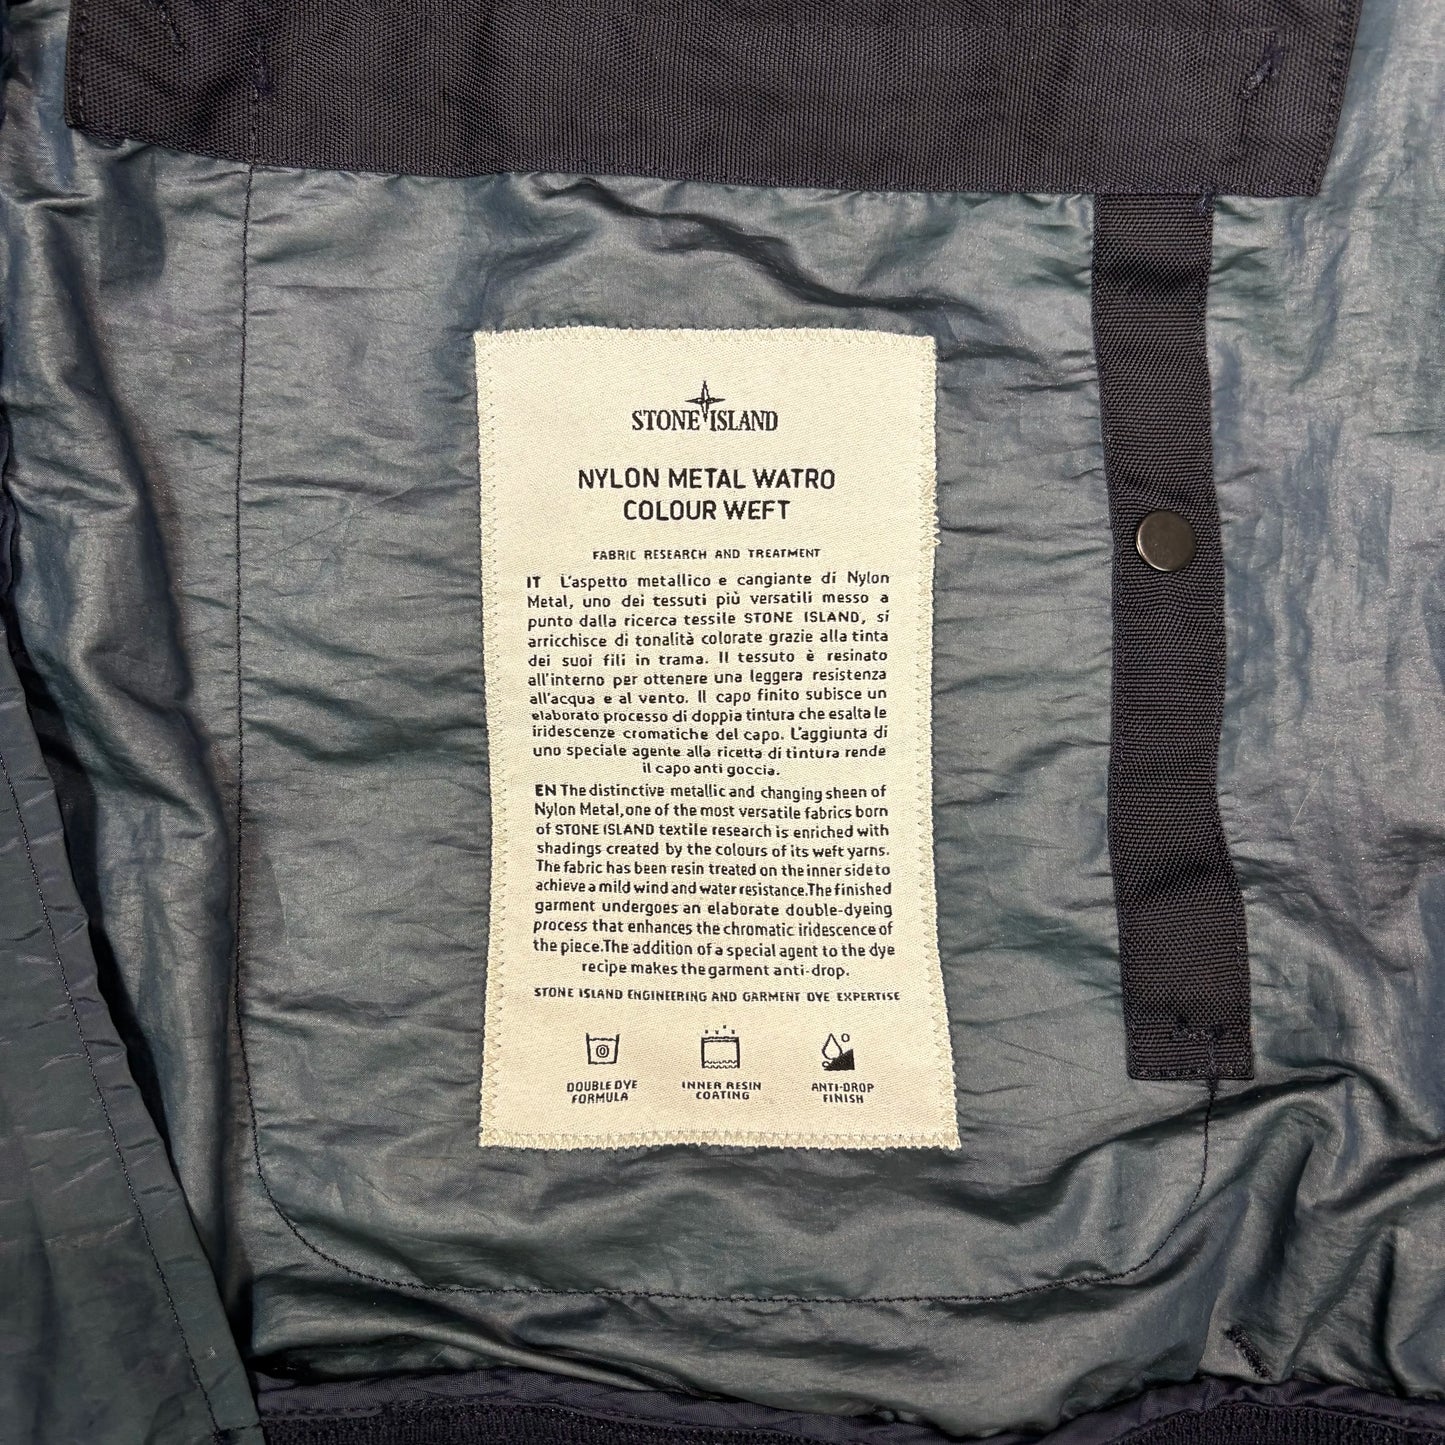 STONE ISLAND
NYLON METAL WATRO
COLOUR WEFT
FABRIC RESEARCH AND TREATMENT
IT L'aspetto metallico e cangiante di Nylon
Metal, uno dei tessuti più versatili messo a
punto dalla ricerca tessile STONE ISLAND, si
arricchisce di tonalità colorate grazie alla tinta
dei suoi fili in trama. Il tessuto è resinato
all'interno per ottenere una leggera resistenza
all'acqua e al vento. Il capo finito subisce un
elaborato processo di doppia tintura che esalta le
iridescenze cromatiche del capo. L'aggiunta di
uno speciale agente alla ricetta di tintura rende
il capo anti goccia.
EN The distinctive metallic and changing sheen of
Nylon Metal, one of the most versatile fabrics born
of STONE ISLAND textile research is enriched with
shadings created by the colours of its weft yarns.
The fabric has been resin treated on the inner side to
achieve a mild wind and water resistance. The finished
garment undergoes an elaborate double-dyeing
process that enhances the chromatic iridescence of
the piece. The addition of a special agent to the dye
recipe makes the garment anti-drop.
STONE ISLAND ENGINEERING AND GARMENT DYE EXPERTISE
DOUBLE DYE
FORMULA
INNER RESIN
COATING
ANTI-DROP
FINISH